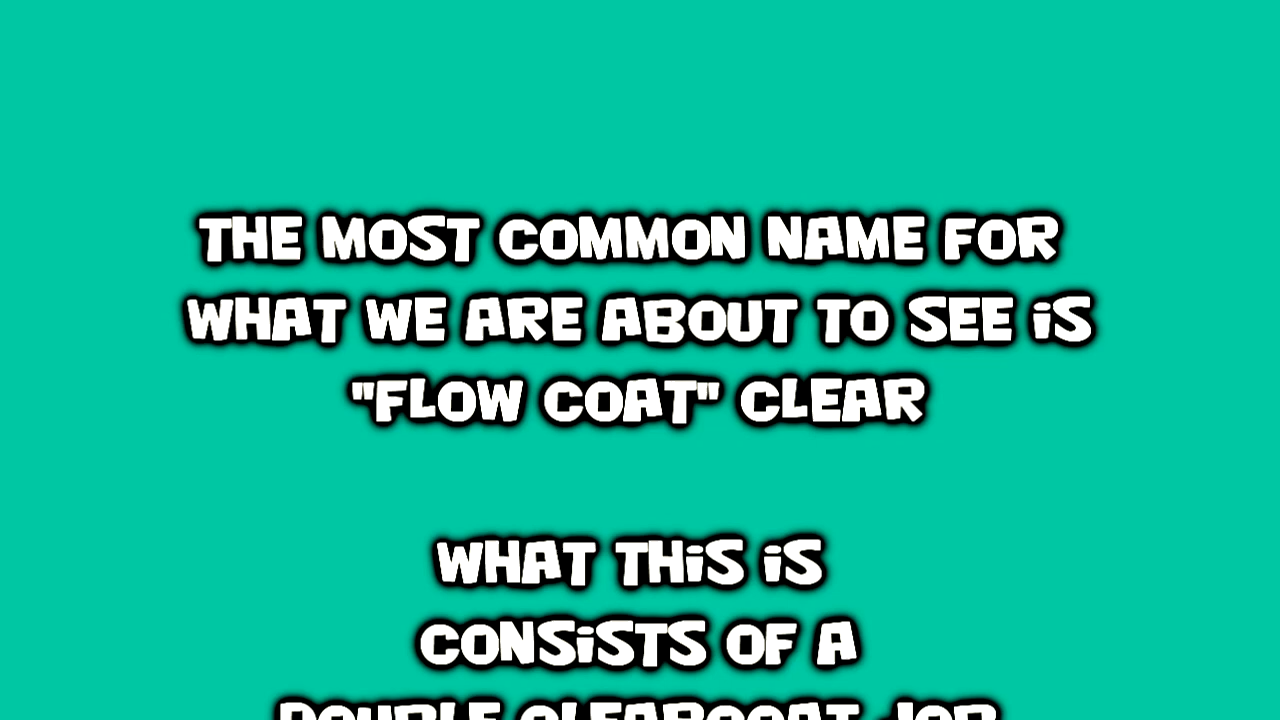 THE MOST COMMON NAME FOR
WHAT WE ARE ABOUT TO SEE iS
"FLOW COAT" CLEAR
WHAT THiS iS
CONSiSTS OF A
DOUBLE CLEARCOAT JOB